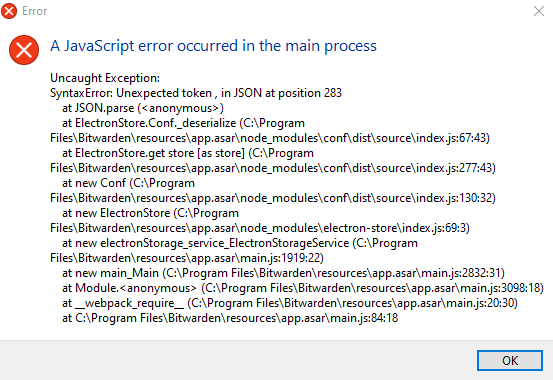 Error
A JavaScript error occurred in the main process
Uncaught Exception:
SyntaxError: Unexpected token , in JSON at position 283
at JSON.parse (<anonymous>)
at ElectronStore.Conf._deserialize (C:\Program
Files\Bitwarden\resources\app.asar\node_modules\conf\dist\source\index.js:67:43)
at ElectronStore.get store [as store] (C:\Program
Files\Bitwarden\resources\app.asar\node_modules\conf\dist\source\index.js:277:43)
at new Conf (C:\Program
Files\Bitwarden\resources\app.asar\node_modules\conf\dist\source\index.js:130:32)
at new ElectronStore (C:\Program
Files\Bitwarden\resources\app.asar\node_modules\electron-store\index.js:69:3)
at new electronStorage_service_ElectronStorageService (C:\Program
Files\Bitwarden\resources\app.asar\main.js:1919:22)
at new main_Main (C:\Program Files\Bitwarden\resources\app.asar\main.js:2832:31)
at Module.<anonymous> (C:\Program Files\Bitwarden\resources\app.asar\main.js:3098:18)
at __webpack_require__ (C:\Program Files\Bitwarden\resources\app.asar\main.js:20:30)
at C:\Program Files\Bitwarden\resources\app.asar\main.js:84:18
OK